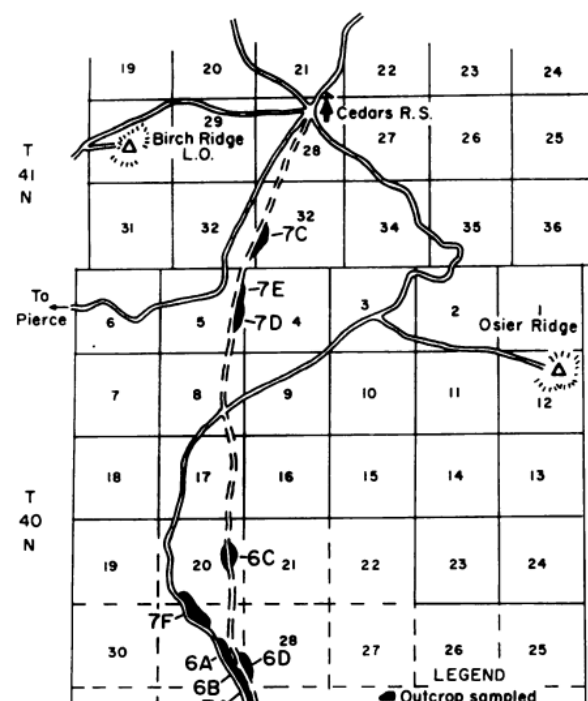 19 20 21 22 23 24
Cedars R.S.
29
Birch Ridge
L.O.
28 27 26 25
T
41
N
31 32 32 34 35 36
7C
7E
7D
To
Pierce
6 5 4 3 2 1
Osier Ridge
7 8 9 10 11 12
18 17 16 15 14 13
T
40
N
19 20 6C 21 22 23 24
7F
30 28 27 26 25
6A 6D
6B
LEGEND
Outcrop sampled